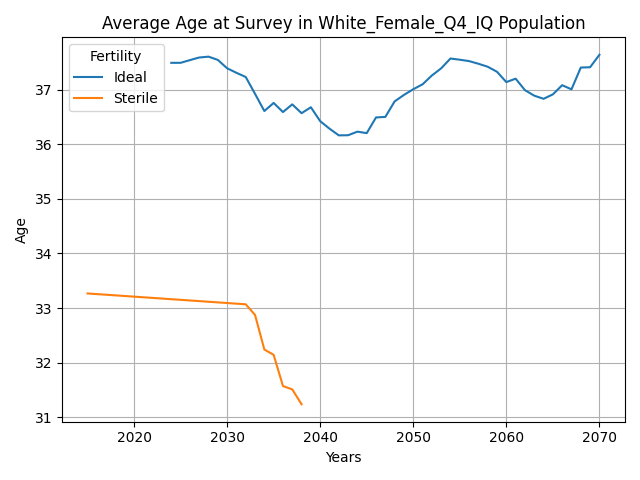 Average Age at Survey in White_Female_Q4_IQ Population
Fertility
Ideal
Sterile
Age
37
36
35
34
33
32
31
2020 2030 2040 2050 2060 2070
Years